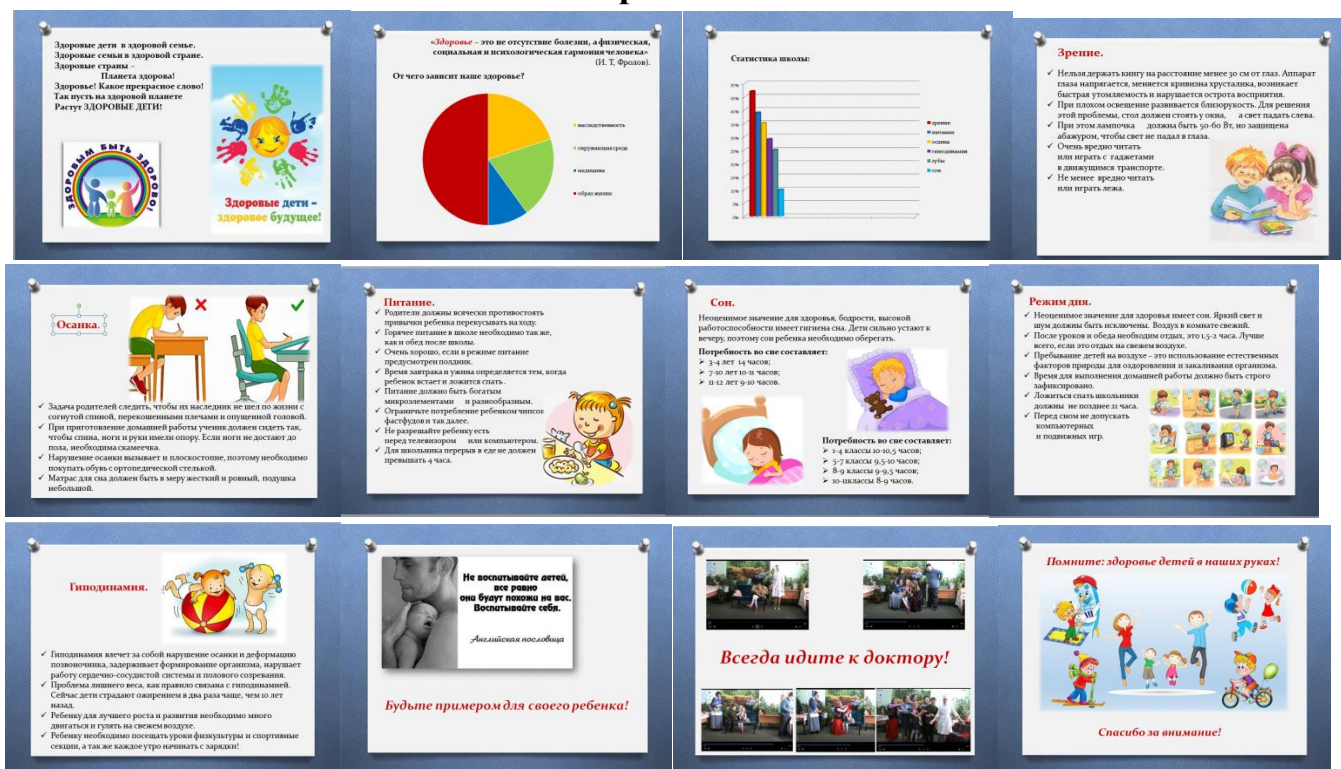 Здоровые дети в здоровой семье.
Здоровые семьи в здоровой стране.
Здоровые страны –
Планета здорова!
Здоровье! Какое прекрасное слово!
Так пусть на здоровой планете
Растут ЗДОРОВЫЕ ДЕТИ!
ЗДОРОВЫМ БЫТЬ ЗДОРОВО!
Здоровые дети –
здоровое будущее!
«Здоровье – это не отсутствие болезни, а физическая,
социальная и психологическая гармония человека»
(И. Т, Фролов).
От чего зависит наше здоровье?
наследственность
окружающая среда
медицина
образ жизни
Статистика школы:
50%
45%
40%
35%
30%
25%
20%
15%
10%
5%
0%
зрение
питание
осанка
гиподинамия
зубы
сон
Зрение.
✓ Нельзя держать книгу на расстояние менее 30 см от глаз. Аппарат
глаза напрягается, меняется кривизна хрусталика, возникает
быстрая утомляемость и нарушается острота восприятия.
✓ При плохом освещение развивается близорукость. Для решения
этой проблемы, стол должен стоять у окна, а свет падать слева.
✓ При этом лампочка должна быть 50-60 Вт, но защищена
абажуром, чтобы свет не падал в глаза.
✓ Очень вредно читать
или играть с гаджетами
в движущимся транспорте.
✓ Не менее вредно читать
или играть лежа.
Осанка.
✓ Задача родителей следить, чтобы их наследник не шел по жизни с
согнутой спиной, перекошенными плечами и опущенной головой.
✓ При приготовление домашней работы ученик должен сидеть так,
чтобы спина, ноги и руки имели опору. Если ноги не достают до
пола, необходима скамеечка.
✓ Нарушение осанки вызывает и плоскостопие, поэтому необходимо
покупать обувь с ортопедической стелькой.
✓ Матрас для сна должен быть в меру жесткий и ровный, подушка
небольшой.
Питание.
✓ Родители должны всячески противостоять
привычки ребенка перекусывать на ходу.
✓ Горячее питание в школе необходимо так же,
как и обед после школы.
✓ Очень хорошо, если в режиме питание
предусмотрен полдник.
✓ Время завтрака и ужина определяется тем, когда
ребенок встает и ложится спать .
✓ Питание должно быть богатым
микроэлементами и разнообразным.
✓ Ограничьте потребление ребенком чипсов
фастфудов и так далее.
✓ Не разрешайте ребенку есть
перед телевизором или компьютером.
✓ Для школьника перерыв в еде не должен
превышать 4 часа.
Сон.
Неоценимое значение для здоровья, бодрости, высокой
работоспособности имеет гигиена сна. Дети сильно устают к
вечеру, поэтому сон ребенка необходимо оберегать.
Потребность во сне составляет:
➢ 3-4 лет 14 часов;
➢ 7-10 лет 10-11 часов;
➢ 11-12 лет 9-10 часов.
Потребность во сне составляет:
➢ 1-4 классы 10-10,5 часов;
➢ 5-7 классы 9,5-10 часов;
➢ 8-9 классы 9-9,5 часов;
➢ 10-11классы 8-9 часов.
Режим дня.
✓ Неоценимое значение для здоровья имеет сон. Яркий свет и
шум должны быть исключены. Воздух в комнате свежий.
✓ После уроков и обеда необходим отдых, это 1,5-2 часа. Лучше
всего, если это отдых на свежем воздухе.
✓ Пребывание детей на воздухе – это использование естественных
факторов природы для оздоровления и закаливания организма.
✓ Время для выполнения домашней работы должно быть строго
зафиксировано.
✓ Ложиться спать школьники
должны не позднее 21 часа.
✓ Перед сном не допускать
компьютерных
и подвижных игр.
Гиподинамия.
✓ Гиподинамия влечет за собой нарушение осанки и деформацию
позвоночника, задерживает формирование организма, нарушает
работу сердечно-сосудистой системы и полового созревания.
✓ Проблема лишнего веса, как правило связана с гиподинамией.
Сейчас дети страдают ожирением в два раза чаще, чем 10 лет
назад.
✓ Ребенку для лучшего роста и развития необходимо много
двигаться и гулять на свежем воздухе.
✓ Ребенку необходимо посещать уроки физкультуры и спортивные
секции, а так же каждое утро начинать с зарядки!
Не воспитывайте детей,
все равно
они будут похожи на вас.
Воспитывайте себя.
Английская пословица
Будьте примером для своего ребенка!
Всегда идите к доктору!
Помните: здоровье детей в наших руках!
Спасибо за внимание!